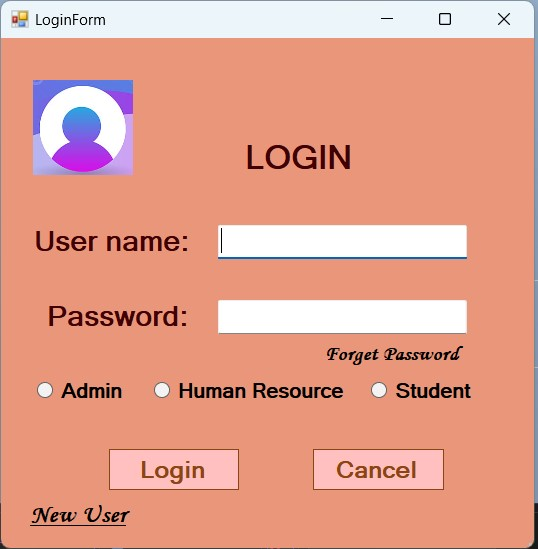 LoginForm
LOGIN
User name:
Password:
Forget Password
Admin Human Resource Student
Login Cancel
New User